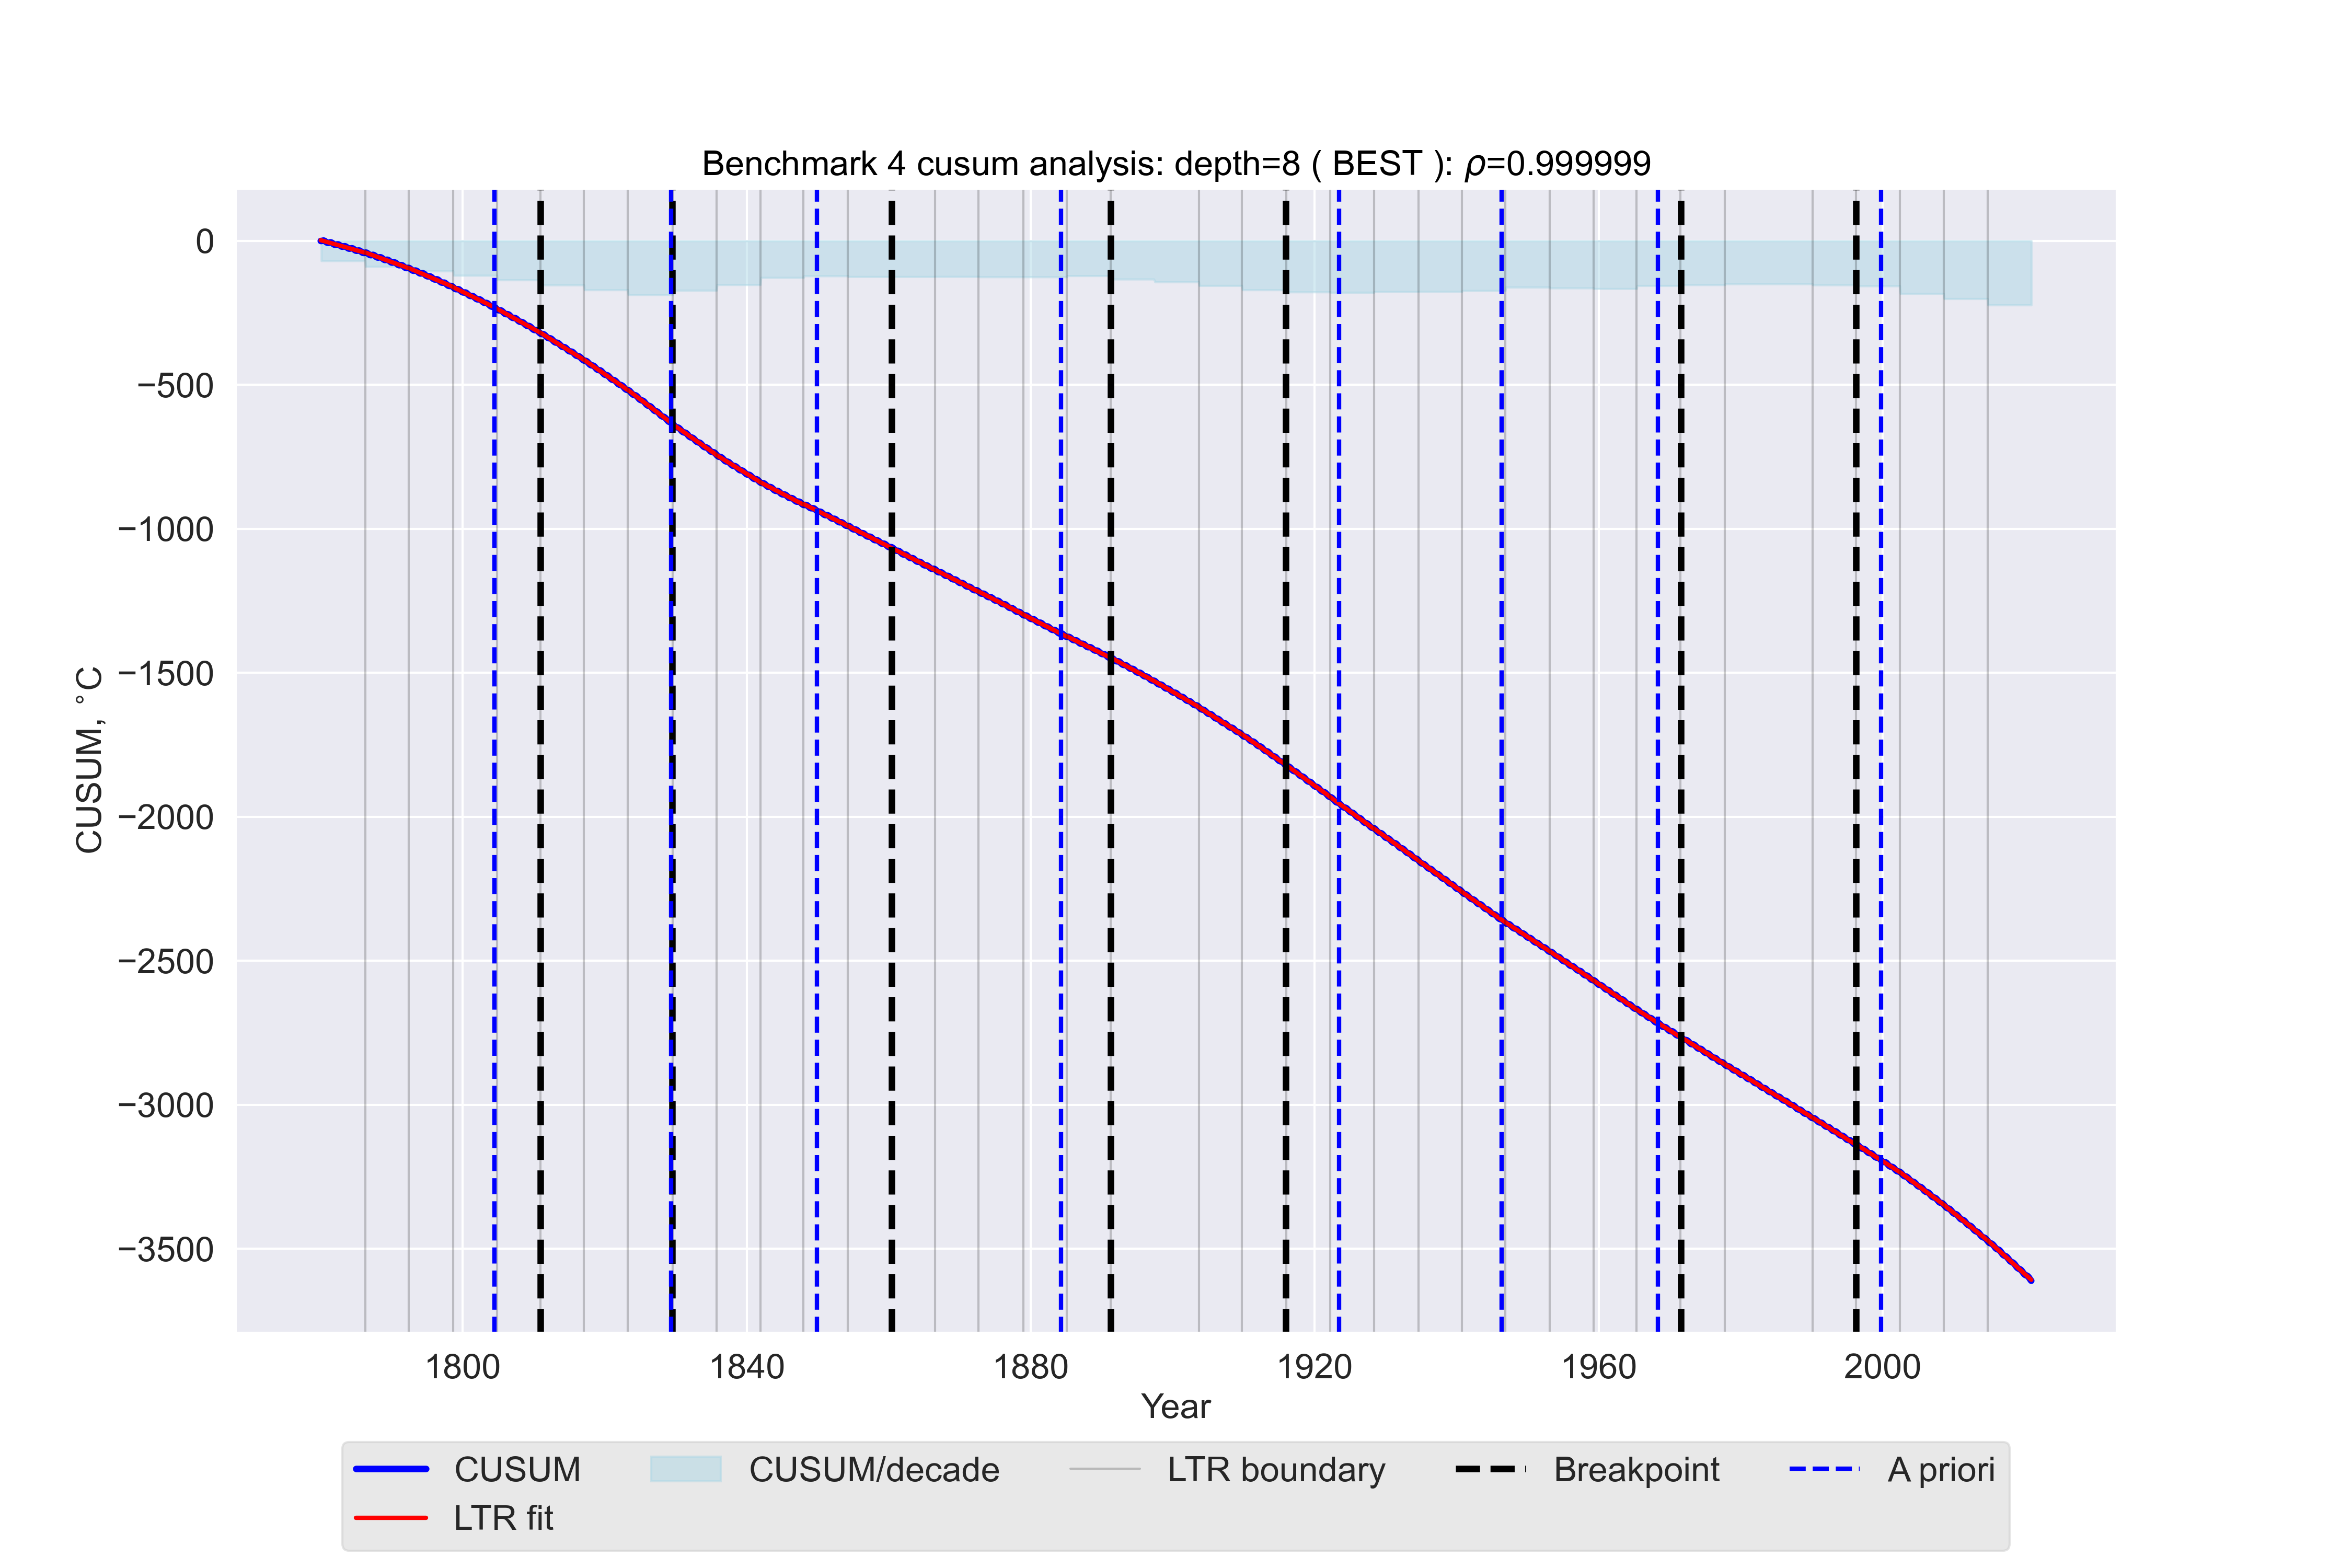 Benchmark 4 cusum analysis: depth=8 ( BEST ): ρ=0.999999
0
−500
−1000
−1500
−2000
−2500
−3000
−3500
CUSUM, °C
1800 1840 1880 1920 1960 2000
Year
CUSUM CUSUM/decade LTR boundary Breakpoint A priori
LTR fit